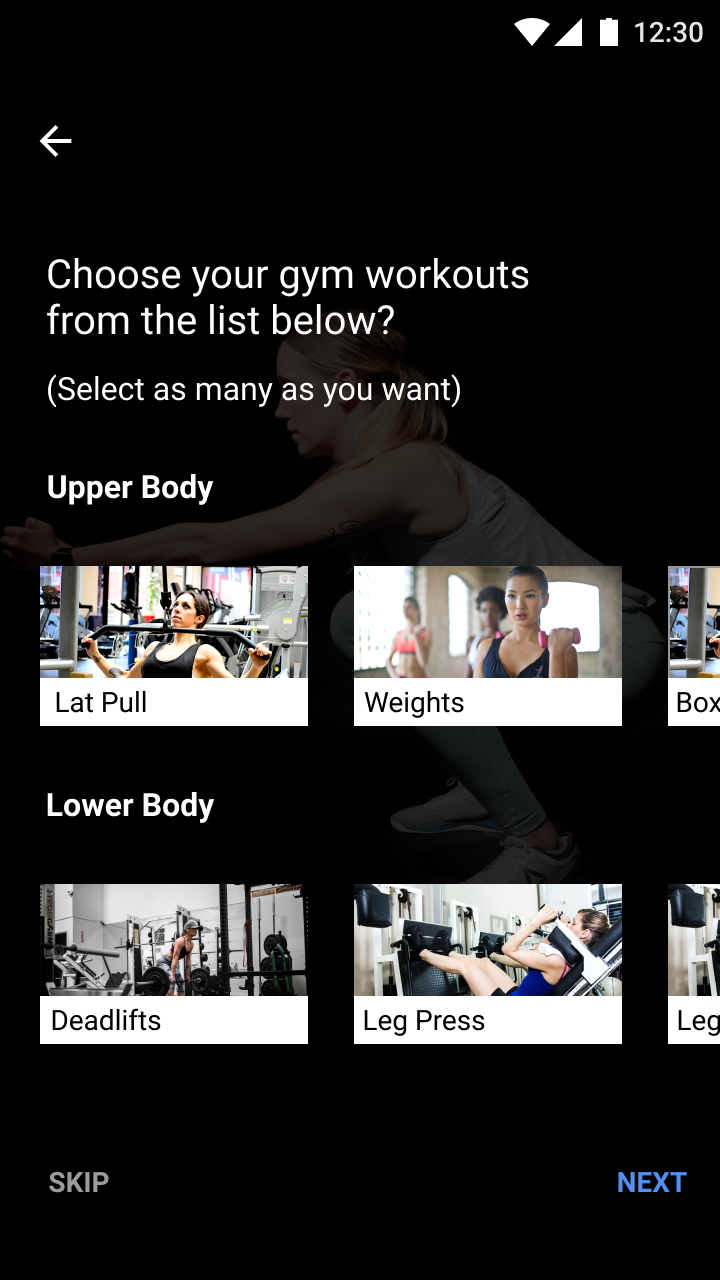 12:30
Choose your gym workouts
from the list below?
(Select as many as you want)
Upper Body
Lat Pull
Weights
Box
Lower Body
Deadlifts
Leg Press
Leg
SKIP
NEXT